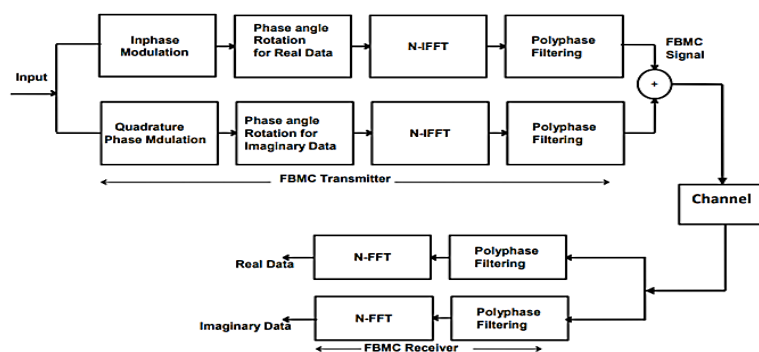 Input
Inphase
Modulation
Phase angle
Rotation
for Real Data
N-IFFT
Polyphase
Filtering
FBMC
Signal
+
Quadrature
Phase Mdulation
Phase angle
Rotation for
Imaginary Data
N-IFFT
Polyphase
Filtering
FBMC Transmitter
Channel
Real Data
N-FFT
Polyphase
Filtering
Imaginary Data
N-FFT
Polyphase
Filtering
FBMC Receiver